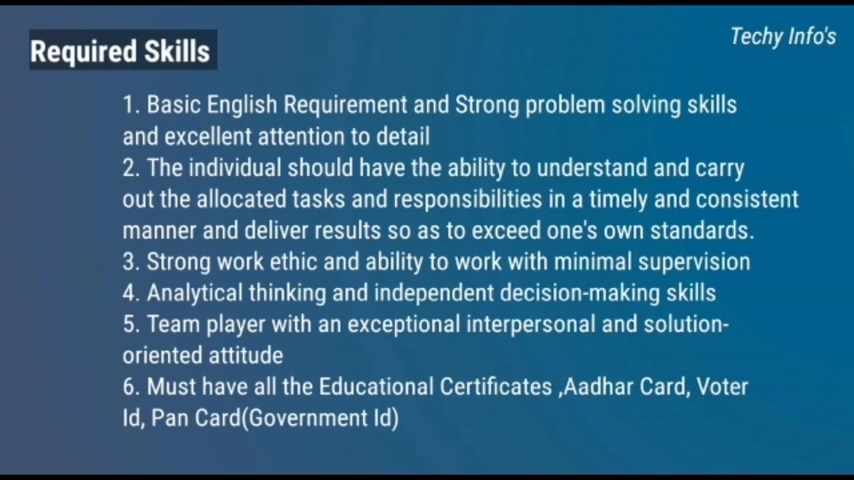 Techy Info's
Required Skills
1. Basic English Requirement and Strong problem solving skills
and excellent attention to detail
2. The individual should have the ability to understand and carry
out the allocated tasks and responsibilities in a timely and consistent
manner and deliver results so as to exceed one's own standards.
3. Strong work ethic and ability to work with minimal supervision
4. Analytical thinking and independent decision-making skills
5. Team player with an exceptional interpersonal and solution-
oriented attitude
6. Must have all the Educational Certificates ,Aadhar Card, Voter
Id, Pan Card(Government Id)